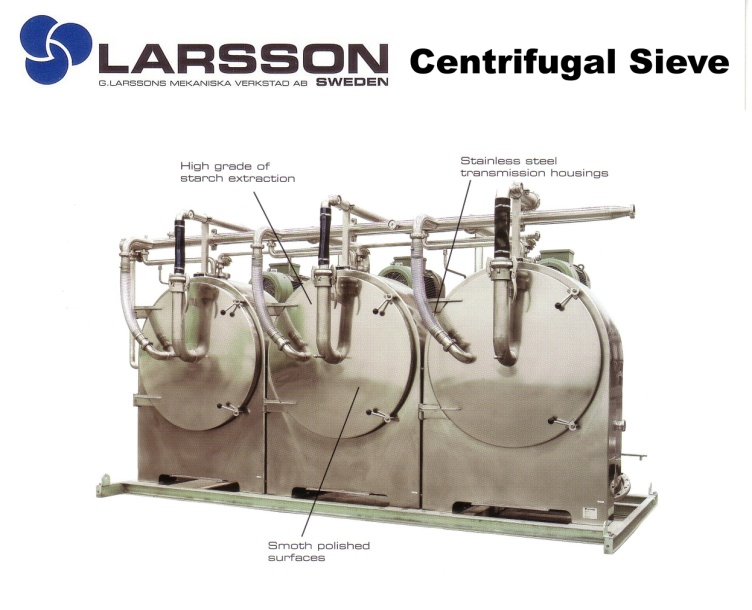 LARSSON
G.LARSSONS MEKANISKA VERKSTAD AB SWEDEN
Centrifugal Sieve
High grade of
starch extraction
Stainless steel
transmission housings
Smoth polished
surfaces